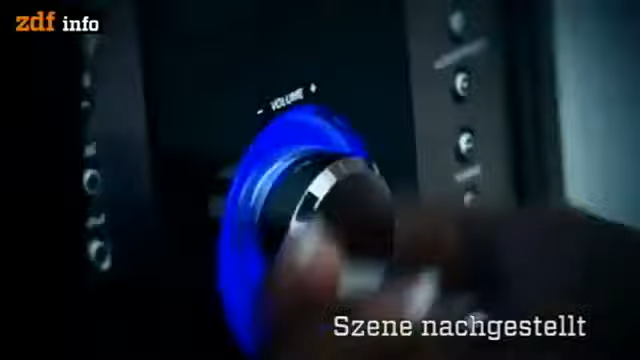 zdf info
- VOLUME +
Szene nachgestellt